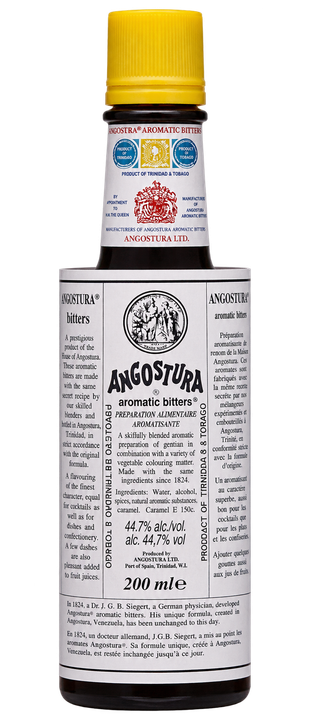 ANGOSTRA® AROMATIC BITTERS
PRODUCT OF TRINIDAD
PRODUCT OF TOBAGO
PRODUCT OF TRINIDAD & TOBAGO
BY APPOINTMENT TO THE QUEEN
MANUFACTURERS OF ANGOSTURA AROMATIC BITTERS
MANUFACTURERS OF ANGOSTURA AROMATIC BITTERS
ANGOSTURA LTD.
ANGOSTURA®
bitters
A prestigious
product of the
House of Angostura.
These aromatic
bitters are made
with the same
secret recipe by
our skilled
blenders and
bottled in Angostura,
Trinidad, in
strict accordance
with the original
formula.
A flavouring
of the finest
character, equal
for cocktails as
well as for
dishes and
confectionery.
A few dashes
are also
pleasant added
to fruit juices.
ANGOSTURA
®
aromatic bitters®
PREPARATION ALIMENTAIRE
AROMATISANTE
A skilfully blended aromatic
preparation of gentian in
combination with a variety of
vegetable colouring matter.
Made with the same
ingredients since 1824.
Ingredients: Water, alcohol,
spices, natural aromatic substances,
caramel. Caramel E 150c.
44.7% alc./vol.
alc. 44,7% vol
Produced by
ANGOSTURA LTD.
Port of Spain, Trinidad, W.I.
200 ml℮
ANGOSTURA®
aromatic bitters
Préparation
aromatisante de
renom de la Maison
Angostura. Ces
aromates sont
fabriqués avec
la même recette
secrète par nos
mélangeurs
expérimentés et
embouteillés à
Angostura,
Trinité, en
conformité stricte
avec la formule
d'origine.
Un aromatisant
au caractère
superbe, aussi
bon pour les
cocktails que
pour les plats
et les confiseries.
Ajouter quelques
gouttes aussi
aux jus de fruits
In 1824, a Dr. J. G. B. Siegert, a German physician, developed
Angostura® aromatic bitters. His unique formula, created in
Angostura, Venezuela, has been unchanged to this day.
En 1824, un docteur allemand, J.G.B. Siegert, a mis au point les
aromates Angostura®. Sa formule unique, créée à Angostura,
Venezuela, est restée inchangée jusqu'à ce jour.